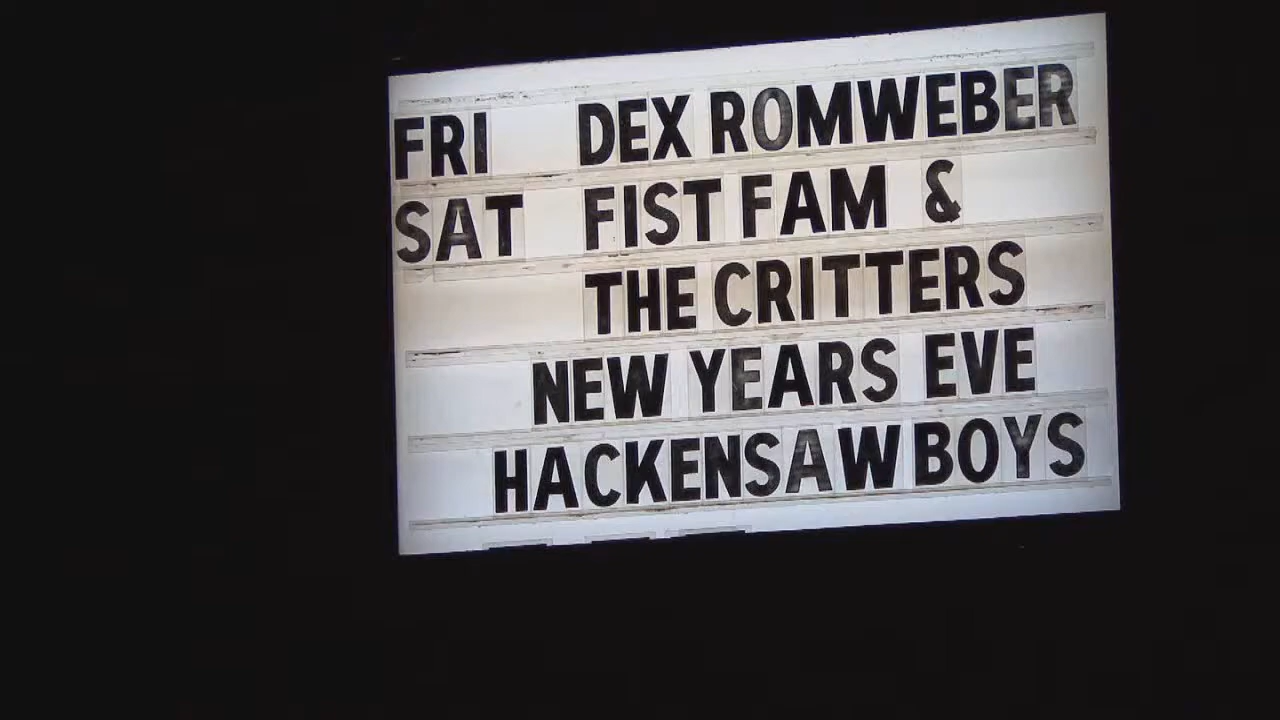 FRI DEX ROMWEBER
SAT FIST FAM &
THE CRITTERS
NEW YEARS EVE
HACKENSAW BOYS